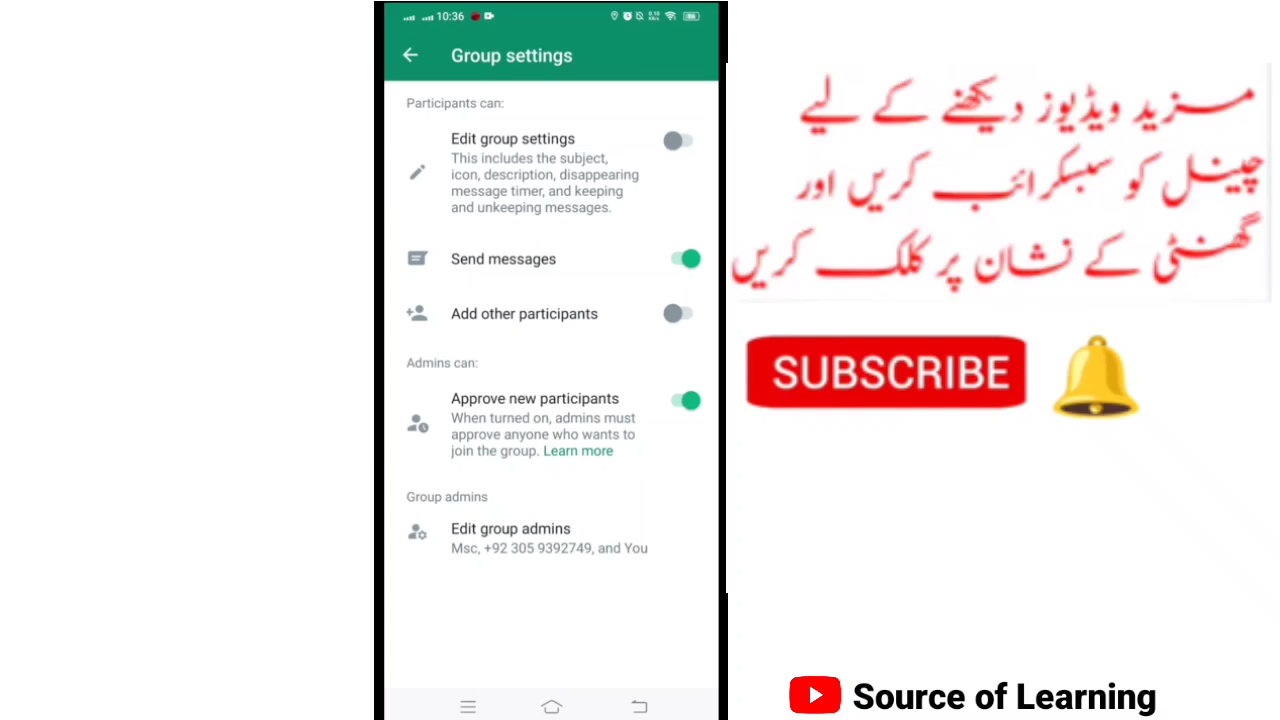 10:36
Group settings
Participants can:
Edit group settings
This includes the subject,
icon, description, disappearing
message timer, and keeping
and unkeeping messages.
Send messages
Add other participants
Admins can:
Approve new participants
When turned on, admins must
approve anyone who wants to
join the group. Learn more
Group admins
Edit group admins
Msc, +92 305 9392749, and You
مزید ویڈیوز دیکھنے کے لیے
چینل کو سبسکرائب کریں اور
گھنٹی کے نشان پر کلک کریں
SUBSCRIBE
Source of Learning